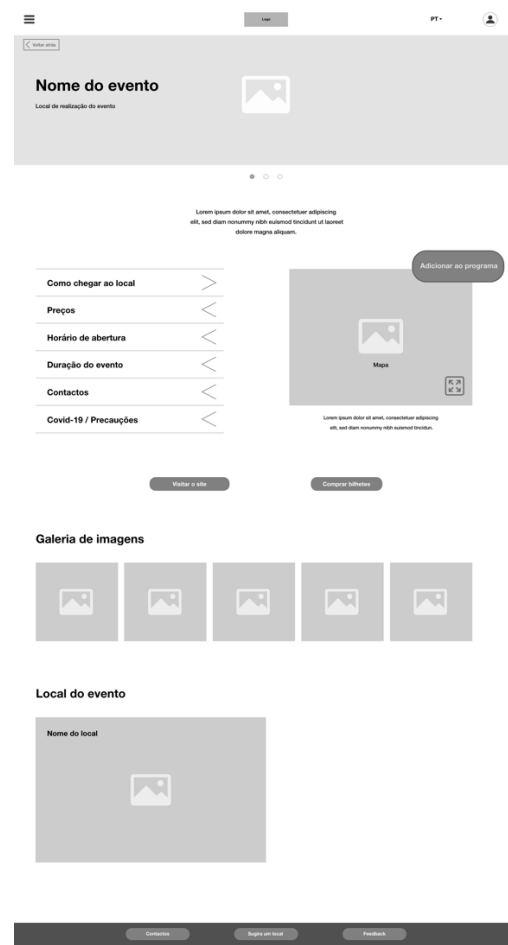 Logo
PT
Voltar atrás
Nome do evento
Local de realização do evento
Lorem ipsum dolor sit amet, consectetuer adipiscing
elit, sed diam nonummy nibh euismod tincidunt ut laoreet
dolore magna aliquam.
Adicionar ao programa
Como chegar ao local
Preços
Horário de abertura
Duração do evento
Contactos
Covid-19 / Precauções
Mapa
Lorem ipsum dolor sit amet, consectetuer adipiscing
elit, sed diam nonummy nibh euismod tincidun.
Visitar o site
Comprar bilhetes
Galeria de imagens
Local do evento
Nome do local
Contactos
Sugira um local
Feedback